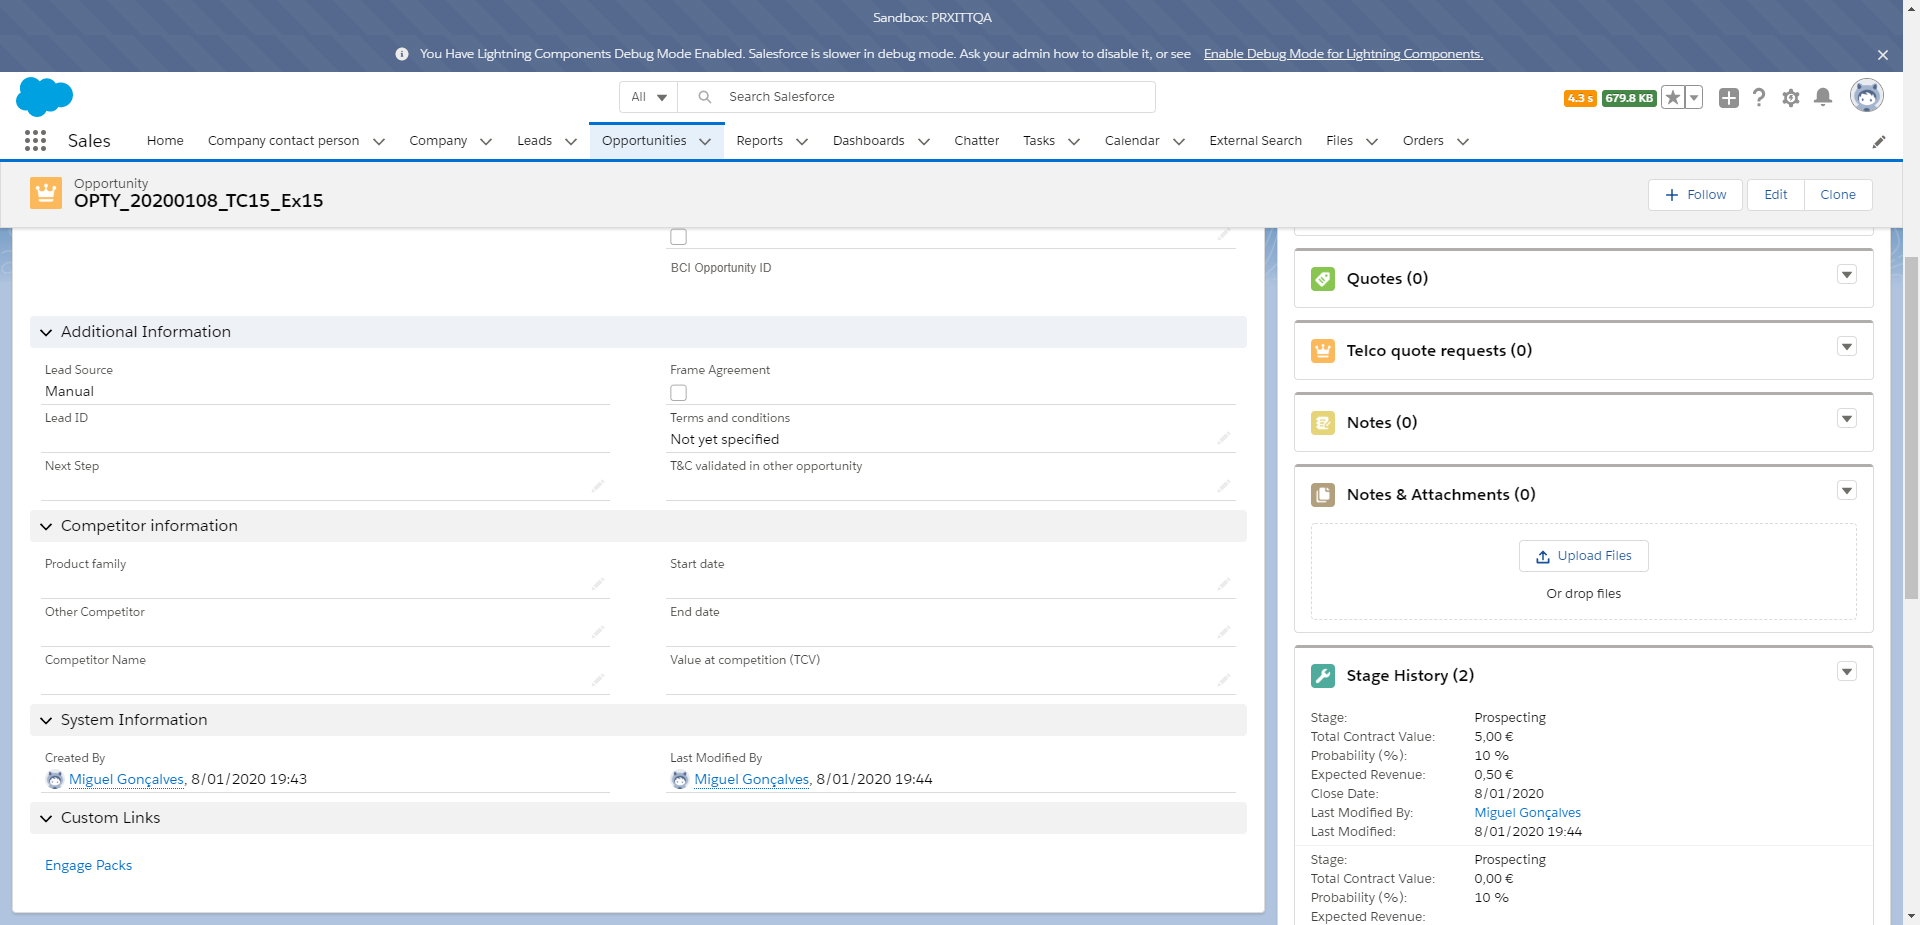 Sandbox: PRXITTQA
You Have Lightning Components Debug Mode Enabled. Salesforce is slower in debug mode. Ask your admin how to disable it, or see Enable Debug Mode for Lightning Components.
All
Search Salesforce
4.3 s 679.8 KB
Sales Home Company contact person Company Leads Opportunities Reports Dashboards Chatter Tasks Calendar External Search Files Orders
Opportunity
OPTY_20200108_TC15_Ex15
Follow Edit Clone
BCI Opportunity ID
Additional Information
Lead Source
Manual
Frame Agreement
Lead ID
Terms and conditions
Not yet specified
Next Step
T&C validated in other opportunity
Competitor information
Product family
Start date
Other Competitor
End date
Competitor Name
Value at competition (TCV)
System Information
Created By
Miguel Gonçalves, 8/01/2020 19:43
Last Modified By
Miguel Gonçalves, 8/01/2020 19:44
Custom Links
Engage Packs
Quotes (0)
Telco quote requests (0)
Notes (0)
Notes & Attachments (0)
Upload Files
Or drop files
Stage History (2)
Stage: Prospecting
Total Contract Value: 5,00 €
Probability (%): 10 %
Expected Revenue: 0,50 €
Close Date: 8/01/2020
Last Modified By: Miguel Gonçalves
Last Modified: 8/01/2020 19:44
Stage: Prospecting
Total Contract Value: 0,00 €
Probability (%): 10 %
Expected Revenue: